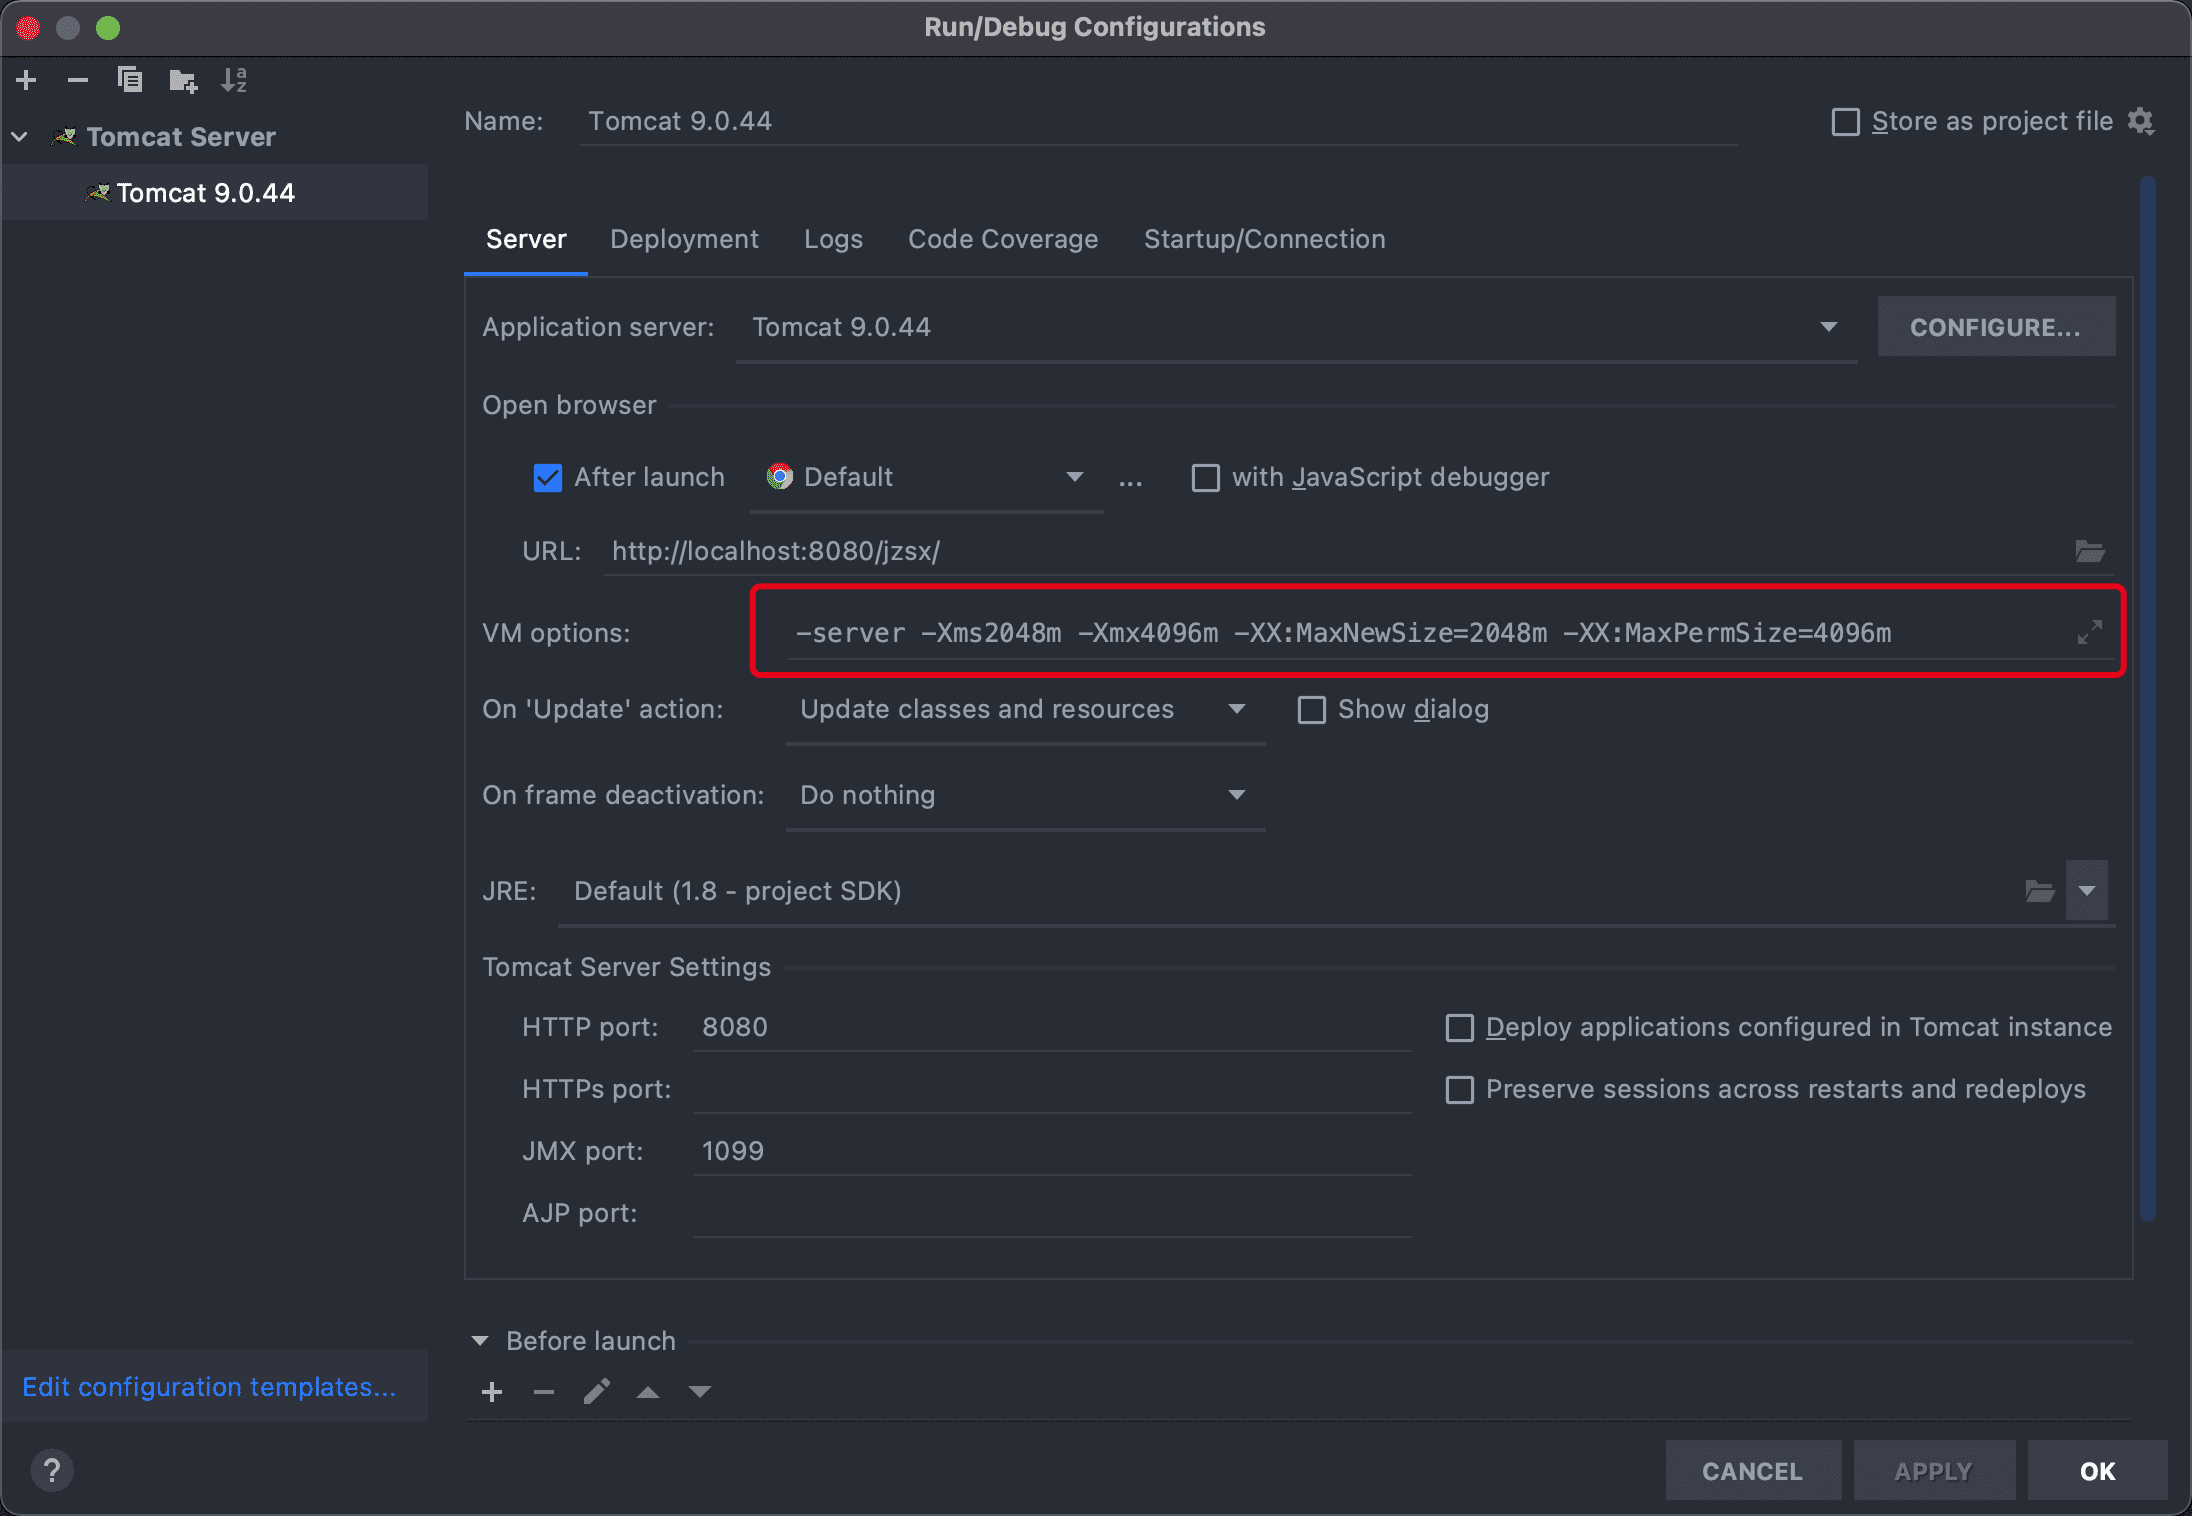 Run/Debug Configurations
Tomcat Server
Tomcat 9.0.44
Name: Tomcat 9.0.44
Store as project file
Server Deployment Logs Code Coverage Startup/Connection
Application server: Tomcat 9.0.44 CONFIGURE...
Open browser
After launch Default ... with JavaScript debugger
URL: http://localhost:8080/jzsx/
VM options: -server -Xms2048m -Xmx4096m -XX:MaxNewSize=2048m -XX:MaxPermSize=4096m
On 'Update' action: Update classes and resources Show dialog
On frame deactivation: Do nothing
JRE: Default (1.8 - project SDK)
Tomcat Server Settings
HTTP port: 8080 Deploy applications configured in Tomcat instance
HTTPs port: Preserve sessions across restarts and redeploys
JMX port: 1099
AJP port:
Before launch
Edit configuration templates...
? CANCEL APPLY OK